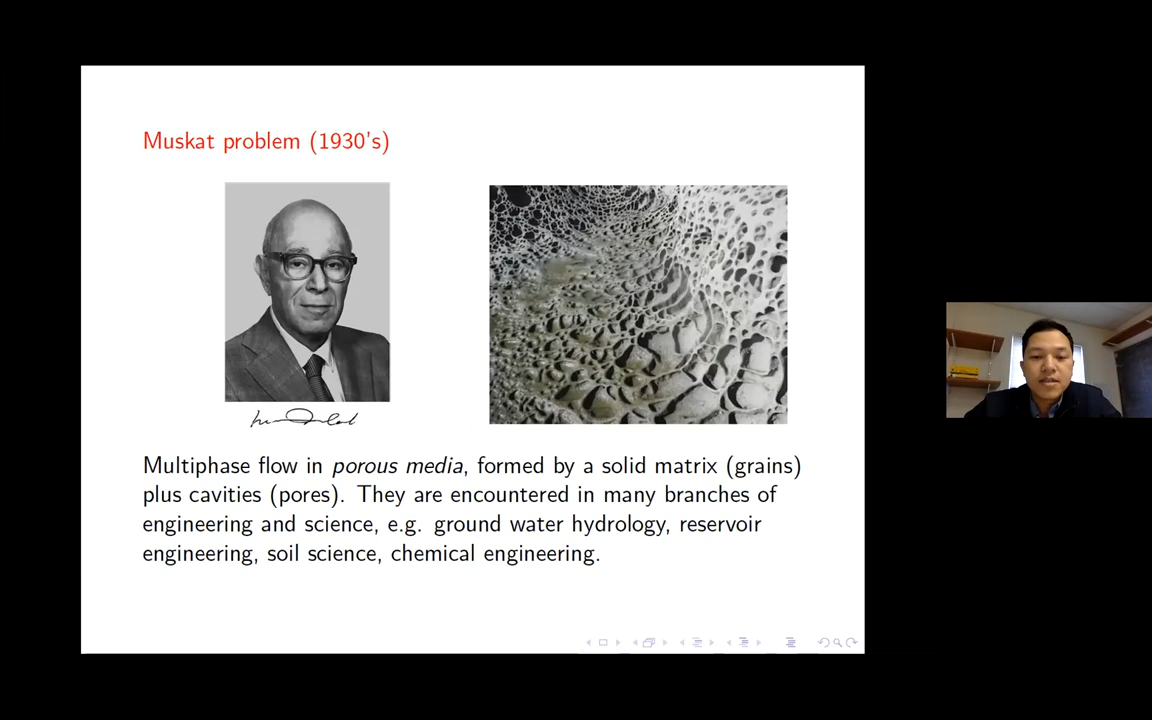 Muskat problem (1930's)
Multiphase flow in porous media, formed by a solid matrix (grains)
plus cavities (pores). They are encountered in many branches of
engineering and science, e.g. ground water hydrology, reservoir
engineering, soil science, chemical engineering.